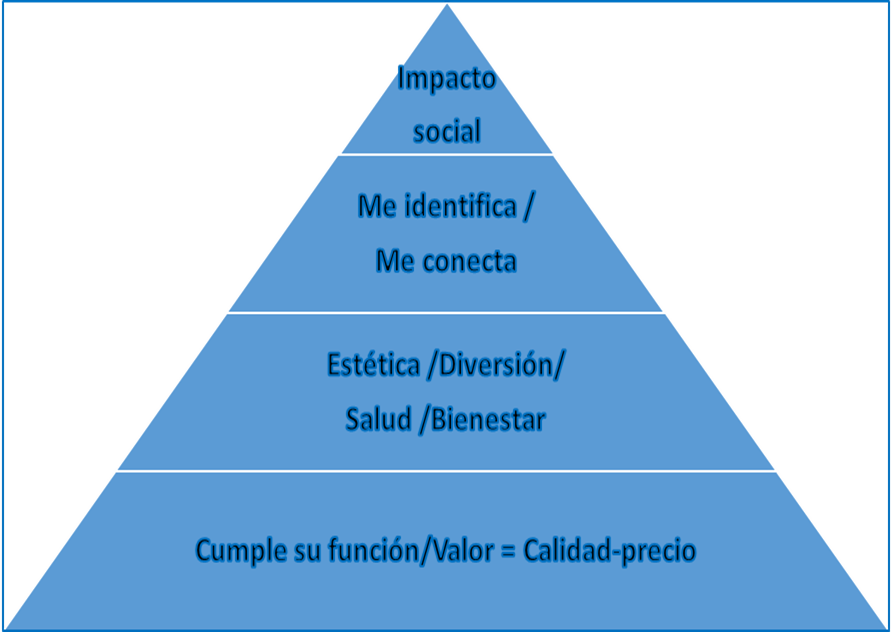 Impacto
social
Me identifica /
Me conecta
Estética /Diversión/
Salud /Bienestar
Cumple su función/Valor = Calidad-precio